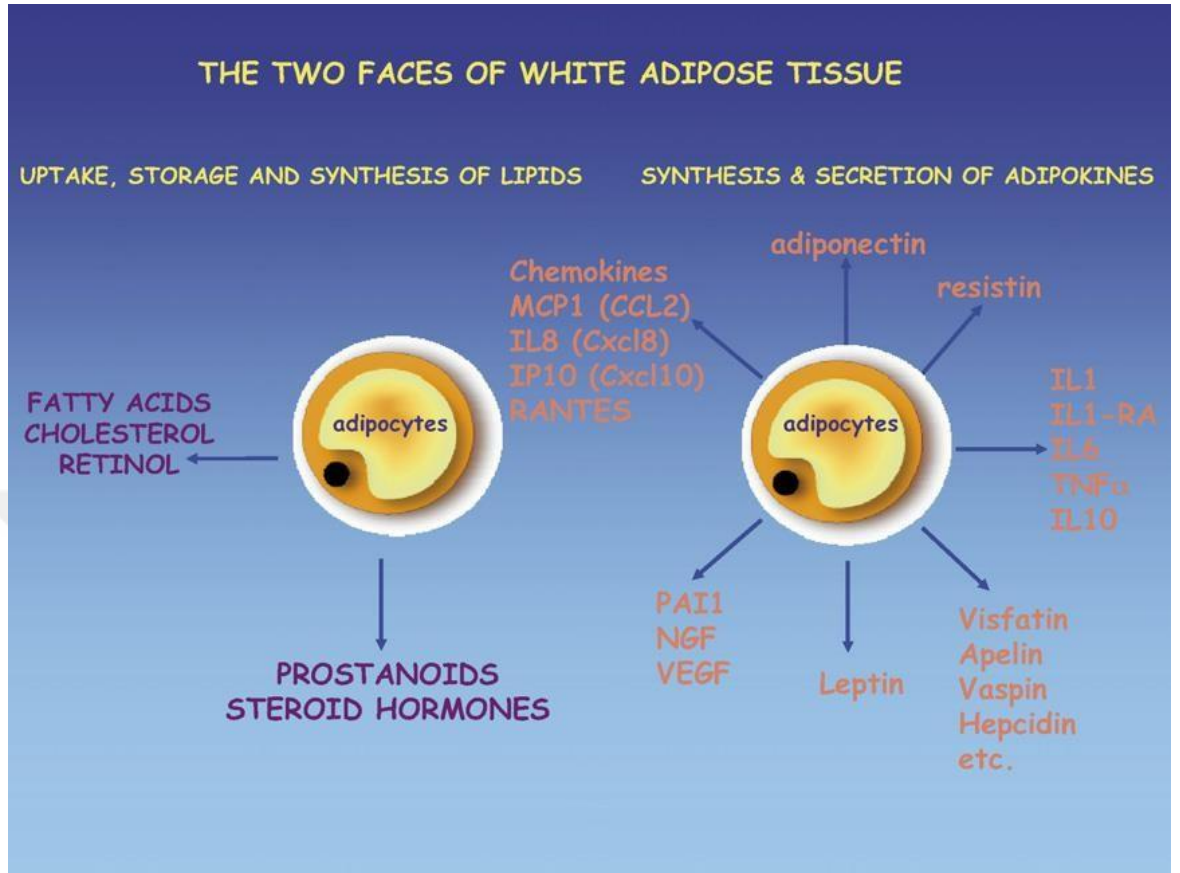 THE TWO FACES OF WHITE ADIPOSE TISSUE
UPTAKE, STORAGE AND SYNTHESIS OF LIPIDS
FATTY ACIDS
CHOLESTEROL
RETINOL
adipocytes
PROSTANOIDS
STEROID HORMONES
SYNTHESIS & SECRETION OF ADIPOKINES
adiponectin
resistin
Chemokines
MCP1 (CCL2)
IL8 (Cxcl8)
IP10 (Cxcl10)
RANTES
adipocytes
IL1
IL1-RA
IL6
TNFα
IL10
PAI1
NGF
VEGF
Leptin
Visfatin
Apelin
Vaspin
Hepcidin
etc.